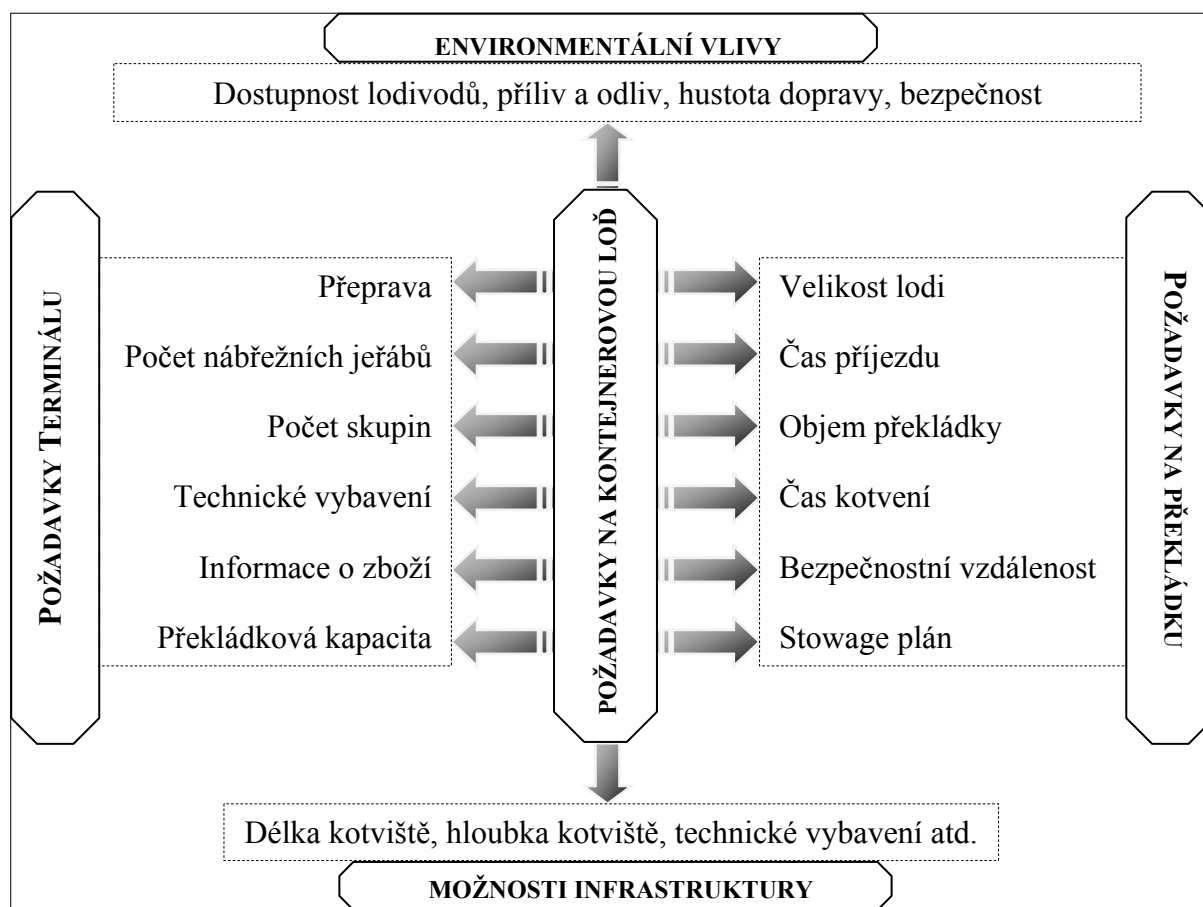 ENVIRONMENTÁLNÍ VLIVY
Dostupnost lodivodů, příliv a odliv, hustota dopravy, bezpečnost
POŽADAVKY TERMINÁLU
Přeprava
Počet nábřežních jeřábů
Počet skupin
Technické vybavení
Informace o zboží
Překládková kapacita
POŽADAVKY NA KONTEJNEROVOU LOĎ
Velikost lodi
Čas příjezdu
Objem překládky
Čas kotvení
Bezpečnostní vzdálenost
Stowage plán
POŽADAVKY NA PŘEKLÁDKU
Délka kotviště, hloubka kotviště, technické vybavení atd.
MOŽNOSTI INFRASTRUKTURY